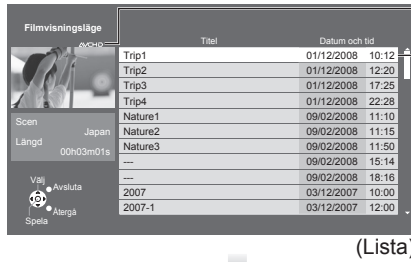 Filmvisningsläge
AVCHD
Titel Datum och tid
Trip1 01/12/2008 10:12
Trip2 01/12/2008 12:20
Trip3 01/12/2008 17:25
Trip4 01/12/2008 22:28
Nature1 09/02/2008 11:10
Nature2 09/02/2008 11:15
Nature3 09/02/2008 11:50
--- 09/02/2008 15:14
--- 09/02/2008 18:16
2007 03/12/2007 10:00
2007-1 03/12/2007 12:00
Scen
Japan
Längd
00h03m01s
Välj
Avsluta
Återgå
Spela
(Lista)